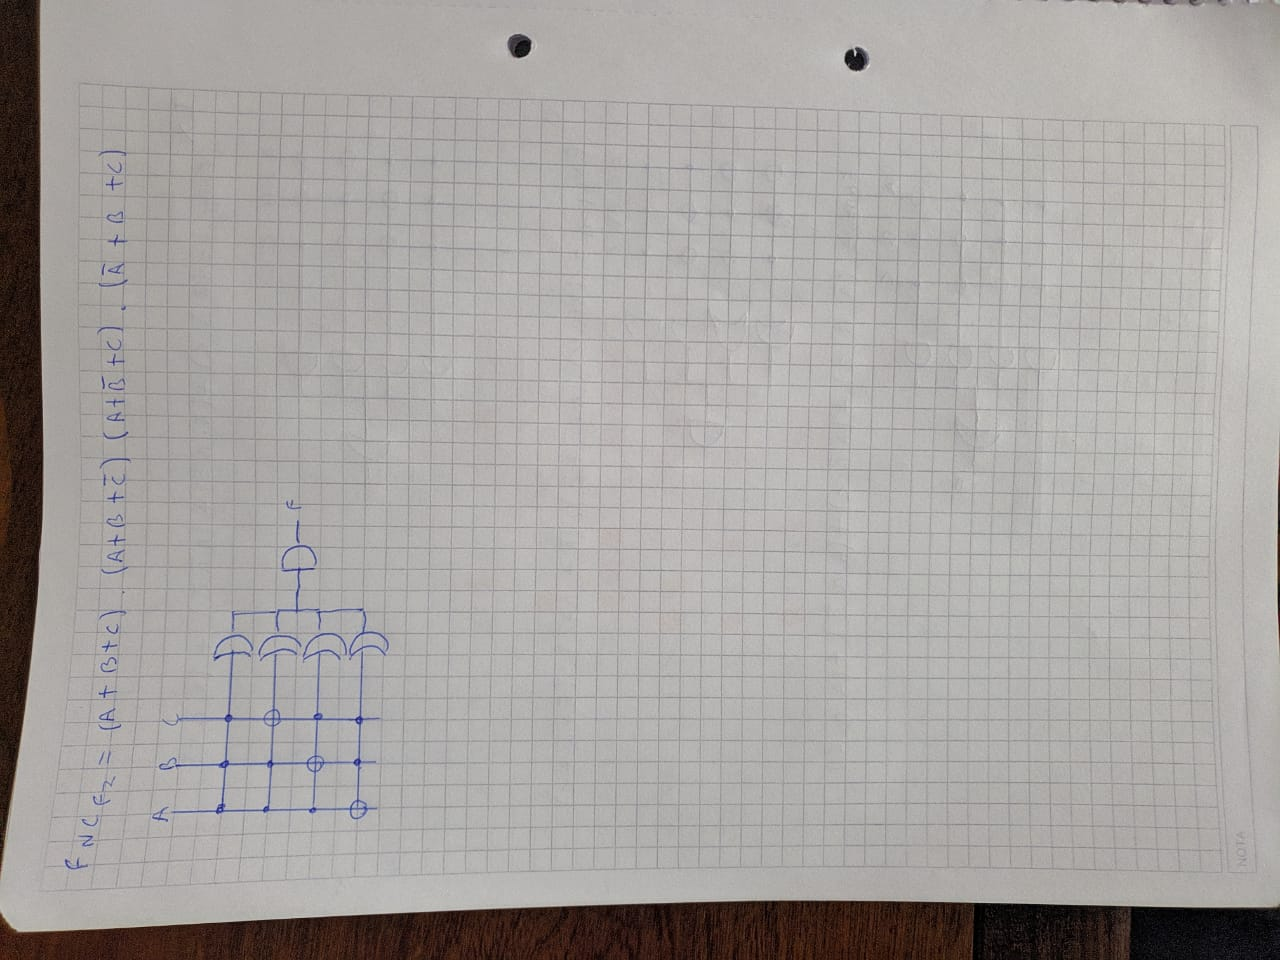 FNC F2 = (A+B+C) . (A+B+C̅) (A+B̅+C) . (A̅+B+C)
A B C
F
NOTA